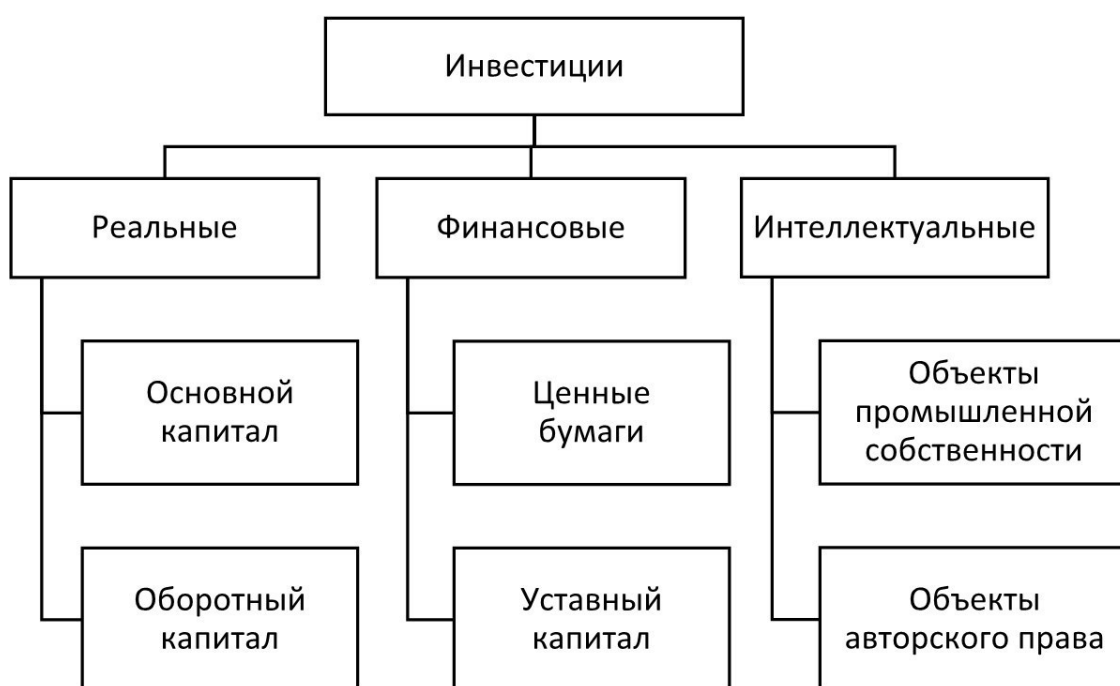 Инвестиции
Реальные
Финансовые
Интеллектуальные
Основной
капитал
Ценные
бумаги
Объекты
промышленной
собственности
Оборотный
капитал
Уставный
капитал
Объекты
авторского права